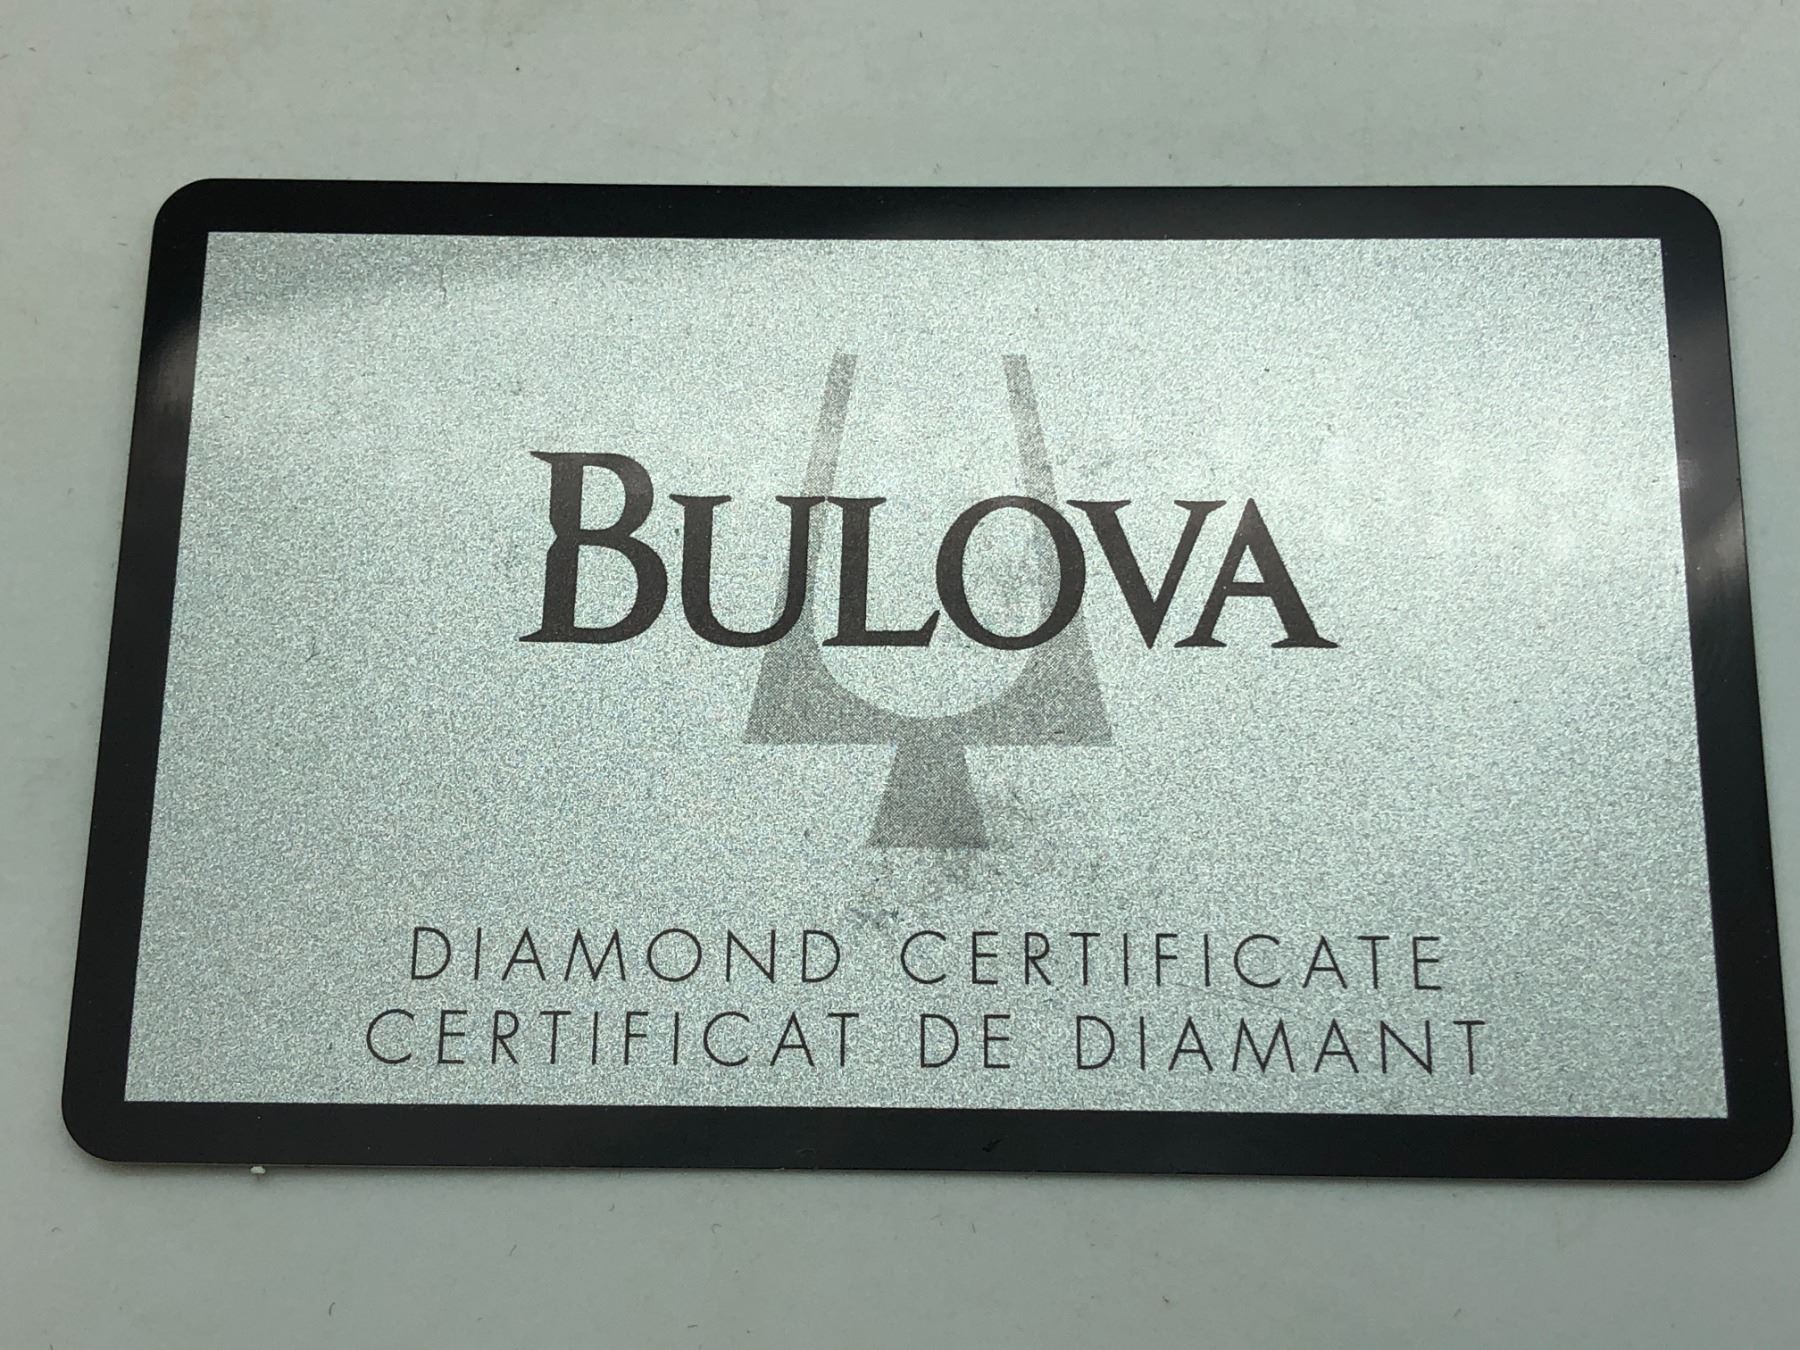 BULOVA
DIAMOND CERTIFICATE
CERTIFICAT DE DIAMANT